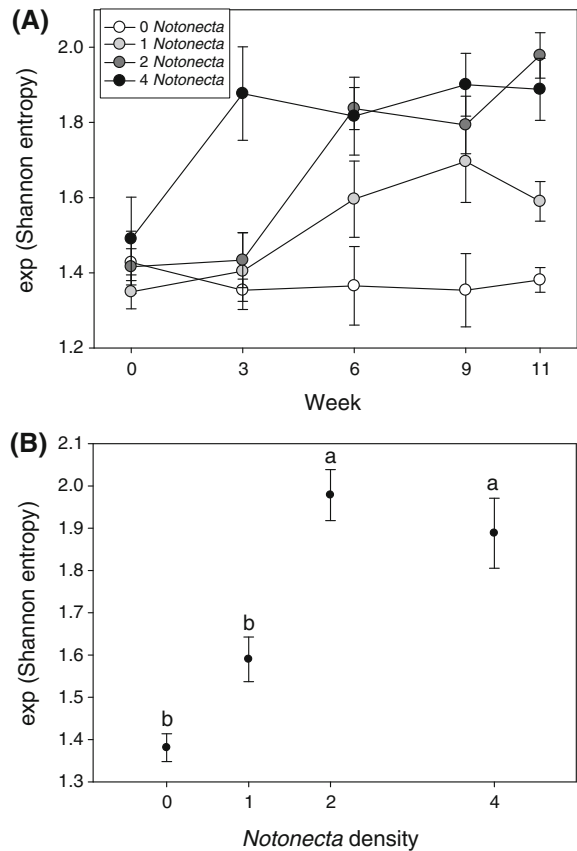 (A)
0 Notonecta
1 Notonecta
2 Notonecta
4 Notonecta
2.0
1.8
1.6
1.4
1.2
exp (Shannon entropy)
0 3 6 9 11
Week
(B)
2.1
2.0
1.9
1.8
1.7
1.6
1.5
1.4
1.3
exp (Shannon entropy)
b
b
a
a
0 1 2 4
Notonecta density